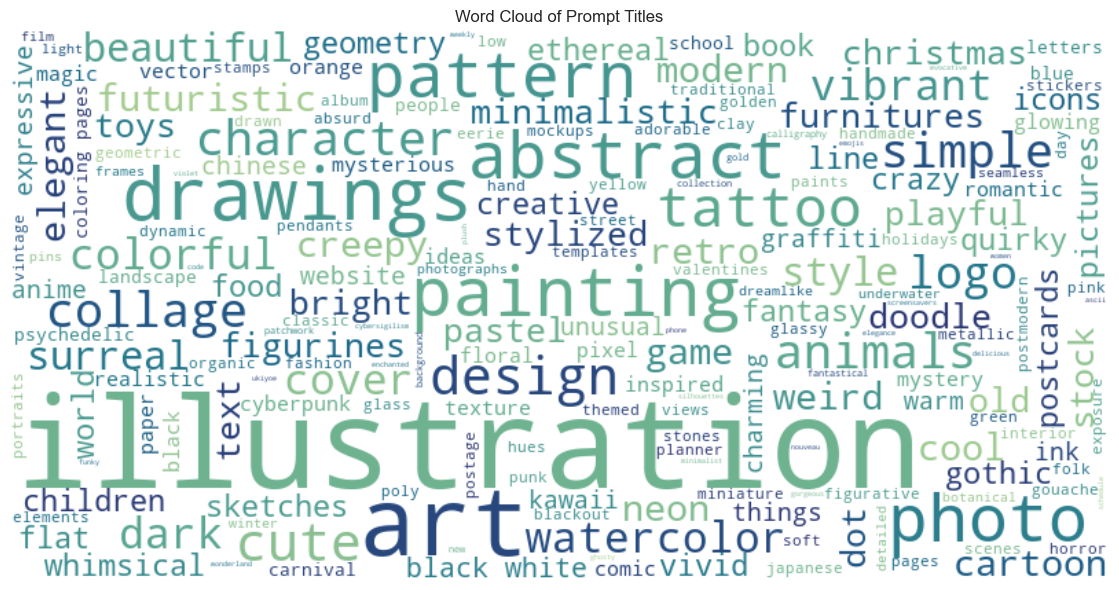 Word Cloud of Prompt Titles
film
light
beautiful
geometry
weekly
low
ethereal
school
book
christmas
letters
expressive
magic
vector
stamps
orange
pattern
modern
traditional
vibrant
evocative
blue
stickers
elegant
coloring pages
futuristic
album
people
minimalistic
golden
furnitures
icons
toys
drawn
absurd
character
eerie
mockups
adorable
clay
calligraphy
handmade
emojis
glowing
day
geometric
chinese
mysterious
abstract
gold
line
simple
frames
violet
drawings
hand
yellow
collection
paints
crazy
seamless
romantic
vintage
dynamic
pendants
creative
street
tattoo
playful
pictures
pins
colorful
creepy
ideas
stylized
templates
retro
graffiti
holidays
quirky
plush
code
landscape
website
photographs
valentines
style
logo
anime
food
bright
painting
dreamlike
underwater
screensavers
women
pink
ascii
collage
classic
fantasy
doodle
postcards
psychedelic
patchwork
cybersigilism
pastel
unusual
phone
glassy
metallic
postmodern
stock
surreal
organic
figurines
fashion
enchanted
background
floral
pixel
game
elegance
animals
delicious
realistic
ukiyoe
cover
design
inspired
charming
fantastical
weird
mystery
warm
old
portraits
world
paper
black
text
cyberpunk
glass
texture
themed
views
silhouettes
green
exposure
illustration
funky
hues
stones
planner
minimalist
nouveau
cool
interior
ink
punk
postage
gothic
folk
children
elements
sketches
poly
art
kawaii
blackout
neon
miniature
things
gorgeous
figurative
botanical
gouache
photo
flat
dark
winter
cute
new
watercolor
soft
dot
detailed
scenes
horror
whimsical
wonderland
carnival
black white
ghosty
comic
vivid
japanese
pages
cartoon